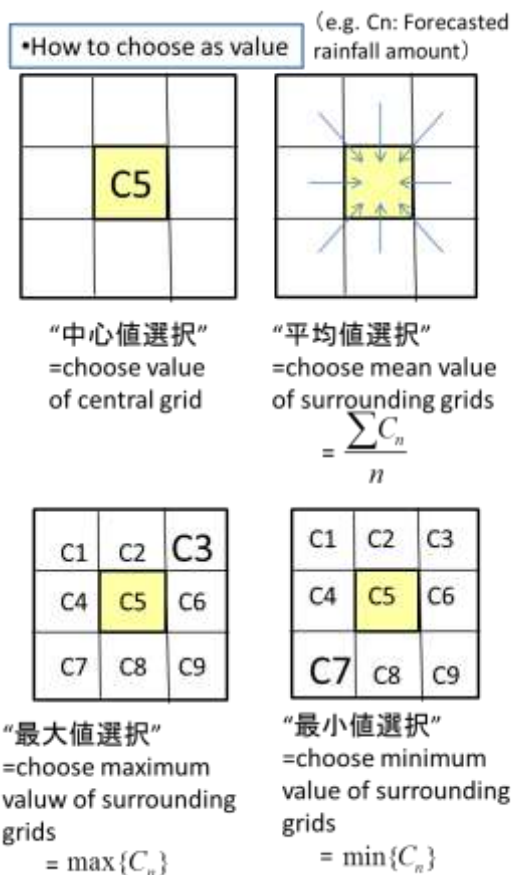 •How to choose as value
（e.g. Cn: Forecasted
rainfall amount）
C5
“中心値選択”
=choose value
of central grid
“平均値選択”
=choose mean value
of surrounding grids
= ∑Cn
n
C1 C2 C3
C4 C5 C6
C7 C8 C9
“最大値選択”
=choose maximum
valuw of surrounding
grids
= max{Cn}
C1 C2 C3
C4 C5 C6
C7 C8 C9
“最小値選択”
=choose minimum
value of surrounding
grids
= min{Cn}